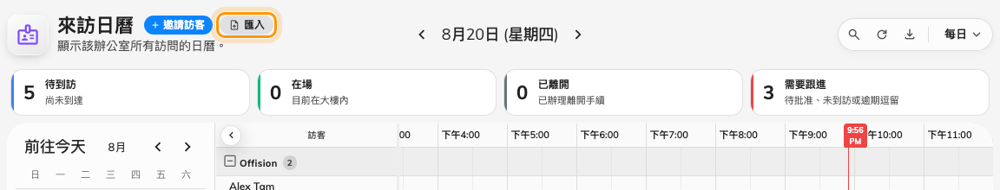 來訪日曆
+ 邀請訪客
匯入
顯示該辦公室所有訪問的日曆。
8月20日 (星期四)
每日
5
待到訪
尚未到達
0
在場
目前在大樓內
0
已離開
已辦理離開手續
3
需要跟進
待批准、未到訪或逾期逗留
前往今天
8月
日 一 二 三 四 五 六
訪客
00 下午4:00 下午5:00 下午6:00 下午7:00 下午8:00 下午9:00 午10:00 下午11:00
9:56
PM
Offision 2
Alex Tam